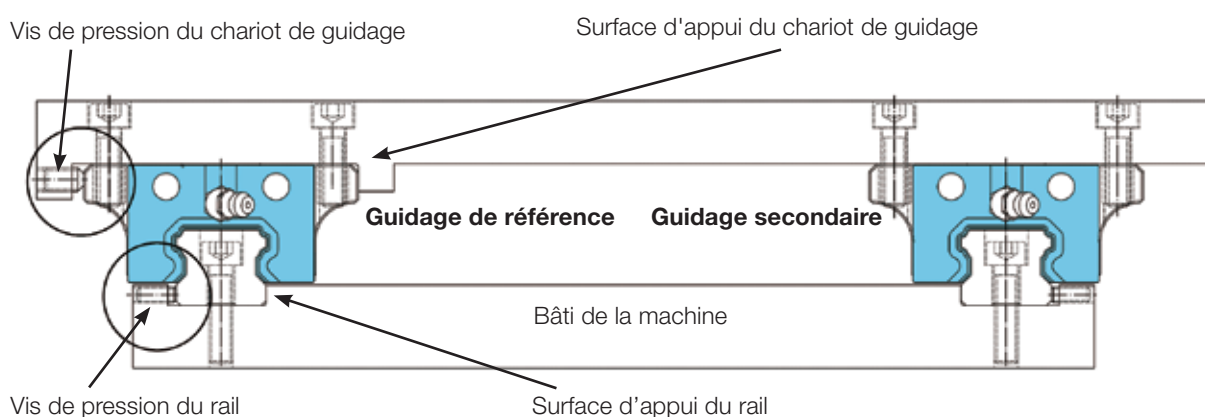 Vis de pression du chariot de guidage
Surface d'appui du chariot de guidage
Guidage de référence
Guidage secondaire
Bâti de la machine
Vis de pression du rail
Surface d’appui du rail